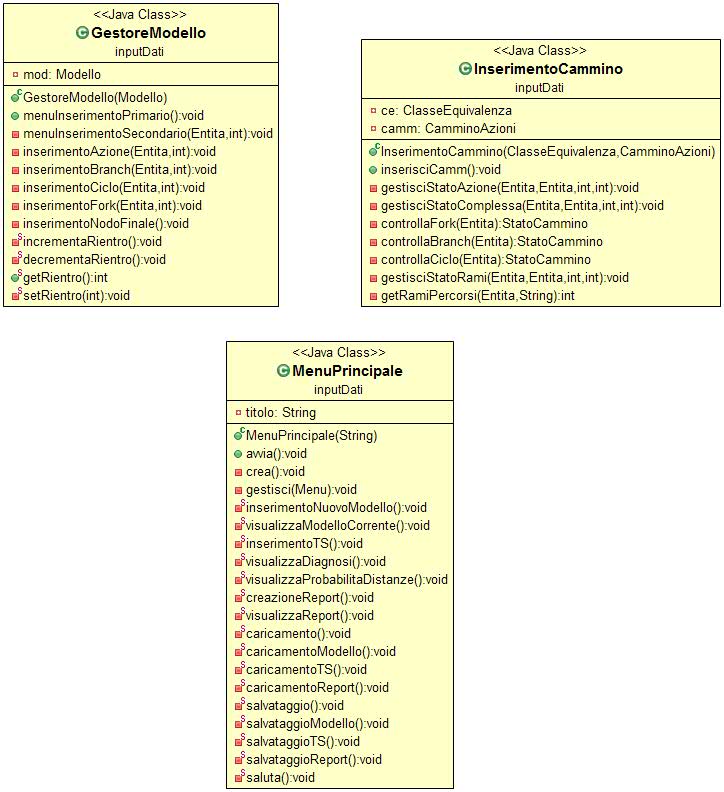 <<Java Class>>
GestoreModello
inputDati
mod: Modello
GestoreModello(Modello)
menuInserimentoPrimario():void
menuInserimentoSecondario(Entita,int):void
inserimentoAzione(Entita,int):void
inserimentoBranch(Entita,int):void
inserimentoCiclo(Entita,int):void
inserimentoFork(Entita,int):void
inserimentoNodoFinale():void
incrementaRientro():void
decrementaRientro():void
getRientro():int
setRientro(int):void
<<Java Class>>
InserimentoCammino
inputDati
ce: ClasseEquivalenza
camm: CamminoAzioni
InserimentoCammino(ClasseEquivalenza,CamminoAzioni)
inserisciCamm():void
gestisciStatoAzione(Entita,Entita,int,int):void
gestisciStatoComplessa(Entita,Entita,int,int):void
controllaFork(Entita):StatoCammino
controllaBranch(Entita):StatoCammino
controllaCiclo(Entita):StatoCammino
gestisciStatoRami(Entita,Entita,int,int):void
getRamiPercorsi(Entita,String):int
<<Java Class>>
MenuPrincipale
inputDati
titolo: String
MenuPrincipale(String)
avvia():void
crea():void
gestisci(Menu):void
inserimentoNuovoModello():void
visualizzaModelloCorrente():void
inserimentoTS():void
visualizzaDiagnosi():void
visualizzaProbabilitaDistanze():void
creazioneReport():void
visualizzaReport():void
caricamento():void
caricamentoModello():void
caricamentoTS():void
caricamentoReport():void
salvataggio():void
salvataggioModello():void
salvataggioTS():void
salvataggioReport():void
saluta():void